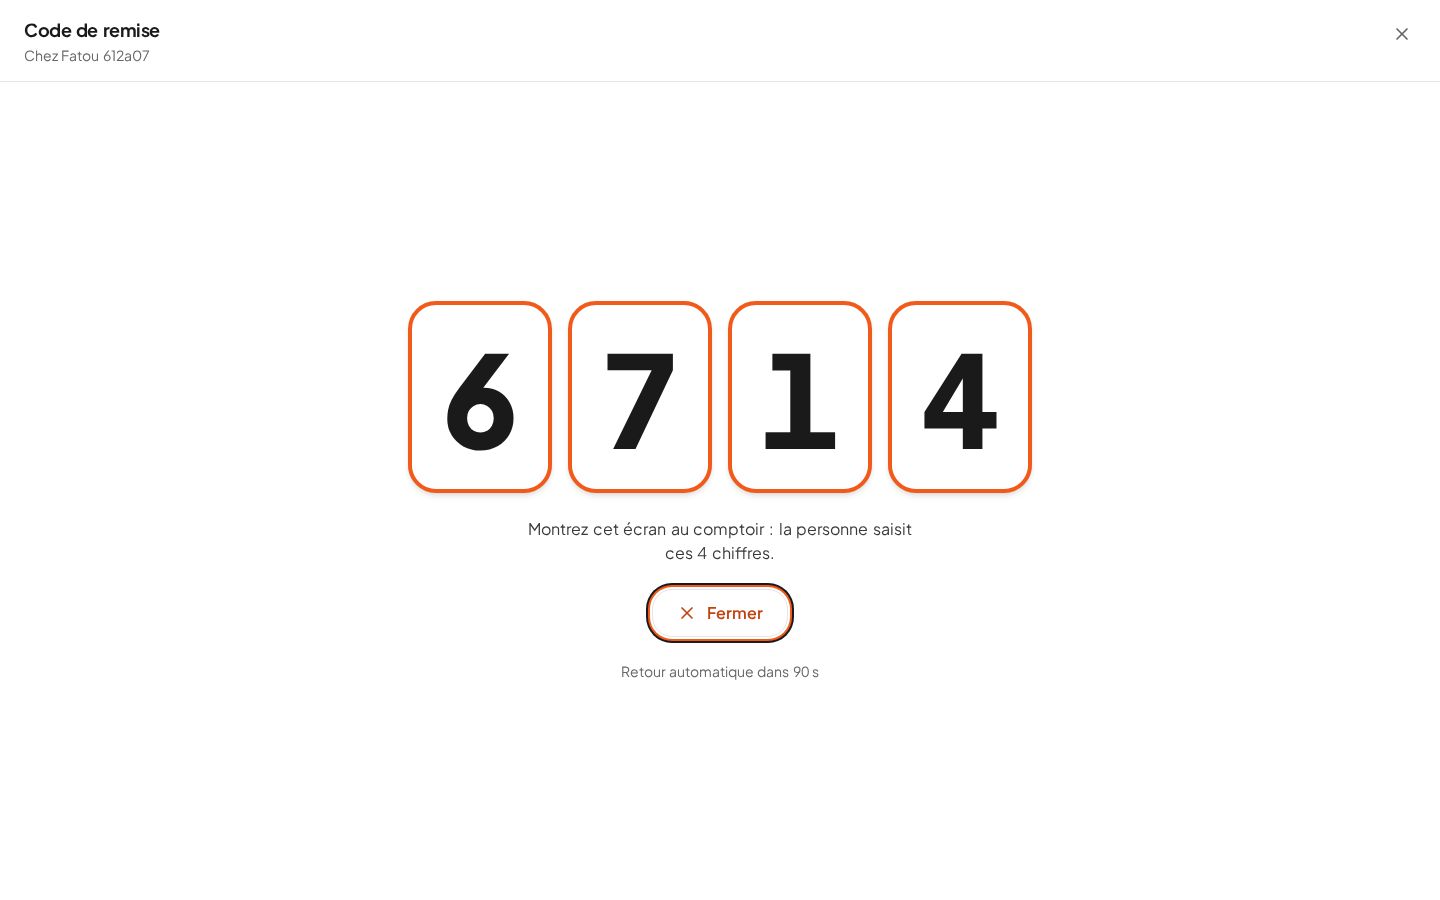 Code de remise
Chez Fatou 612a07
6 7 1 4
Montrez cet écran au comptoir : la personne saisit
ces 4 chiffres.
Fermer
Retour automatique dans 90 s